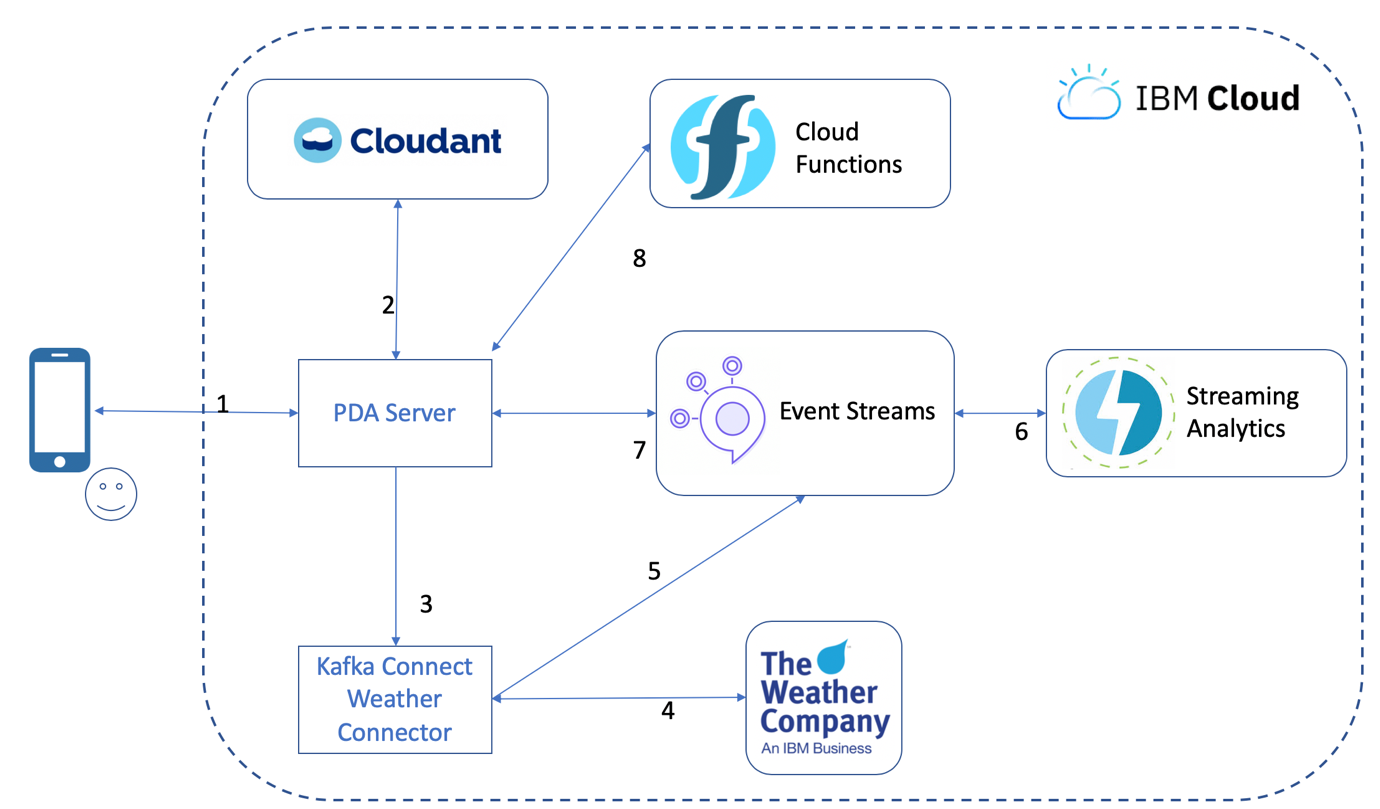 IBM Cloud
Cloudant
Cloud
Functions
8
2
1
PDA Server
Event Streams
Streaming
Analytics
7
6
5
3
Kafka Connect
Weather
Connector
4
The
Weather
Company
An IBM Business